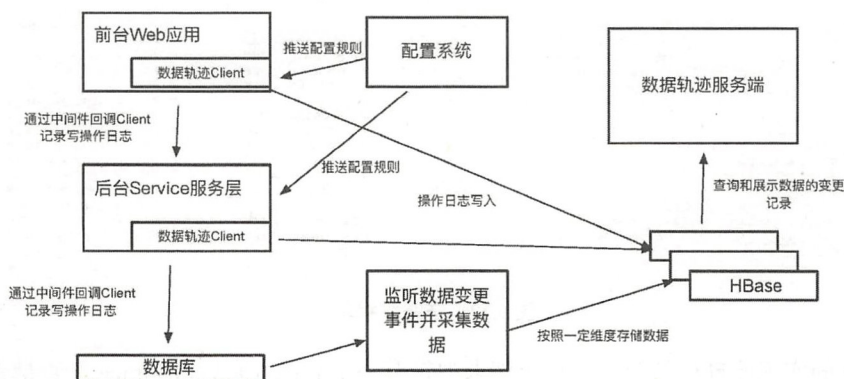 前台Web应用
数据轨迹Client
推送配置规则
配置系统
数据轨迹服务端
通过中间件回调Client
记录写操作日志
后台Service服务层
数据轨迹Client
推送配置规则
操作日志写入
查询和展示数据的变更
记录
通过中间件回调Client
记录写操作日志
监听数据变更
事件并采集数
据
HBase
按照一定维度存储数据
数据库